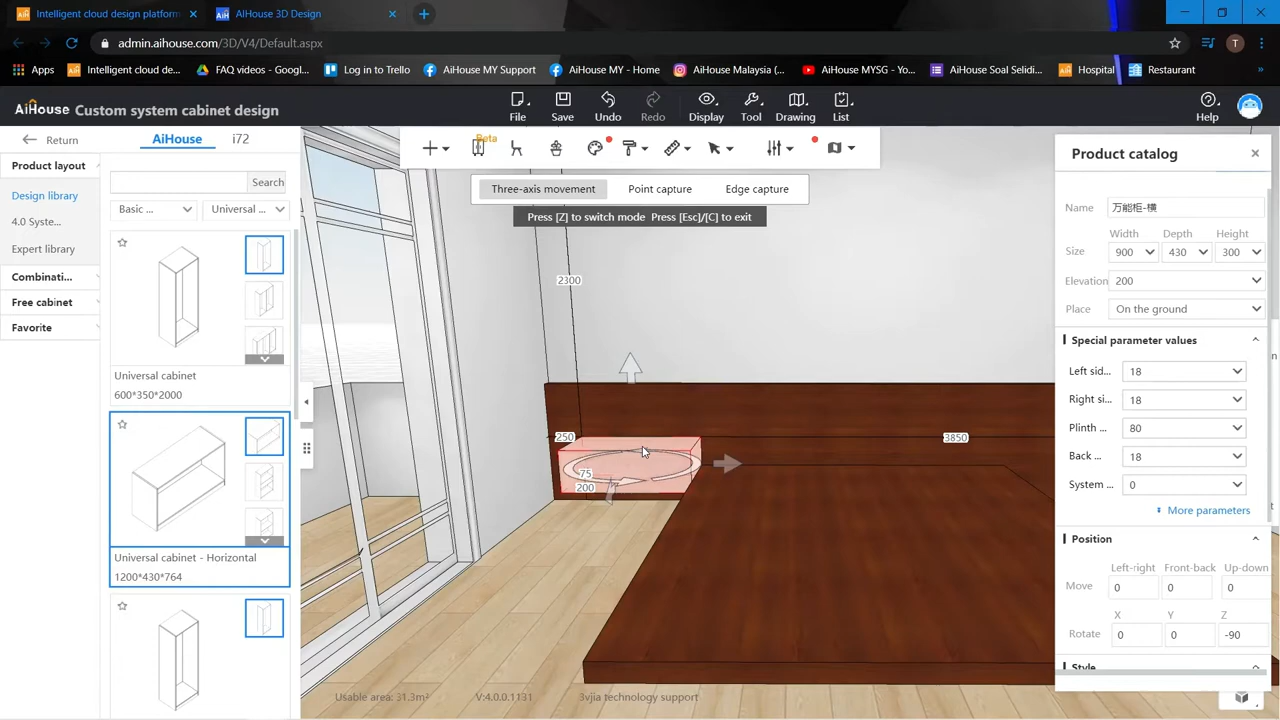 Intelligent cloud design platform
AIHouse 3D Design
admin.aihouse.com/3D/V4/Default.aspx
Apps
Intelligent cloud de...
FAQ videos - Googl...
Log in to Trello
AiHouse MY Support
AiHouse MY - Home
AiHouse Malaysia (...
AiHouse MYSG - Yo...
AiHouse Soal Selidi...
Hospital
Restaurant
»
AiHouse Custom system cabinet design
File
Save
Undo
Redo
Display
Tool
Drawing
List
Help
T
Return
AiHouse
i72
Beta
Product layout
Design library
4.0 Syste...
Expert library
Combinati...
Free cabinet
Favorite
Search
Basic ...
Universal ...
Universal cabinet
600*350*2000
Universal cabinet - Horizontal
1200*430*764
Three-axis movement
Point capture
Edge capture
Press [Z] to switch mode Press [Esc]/[C] to exit
2300
250
3850
75
200
Usable area: 31.3m²
V:4.0.0.1131
3vjia technology support
Product catalog
Name 万能柜-横
Width Depth Height
Size 900 430 300
Elevation 200
Place On the ground
Special parameter values
Left sid... 18
Right si... 18
Plinth ... 80
Back ... 18
System ... 0
More parameters
Position
Left-right Front-back Up-down
Move 0 0 0
X Y Z
Rotate 0 0 -90
Style